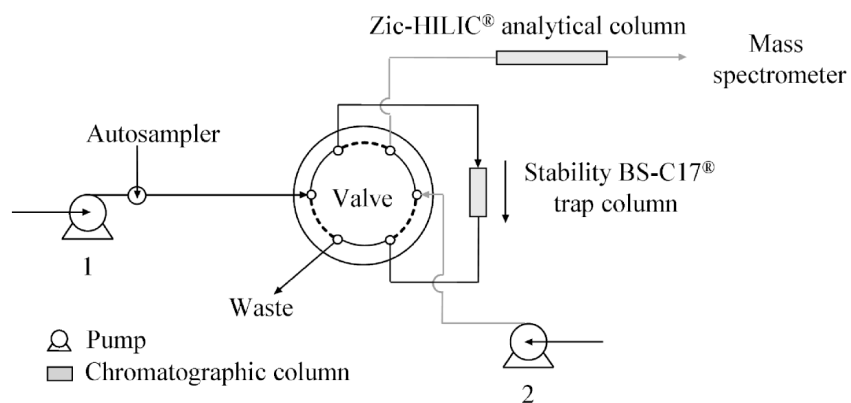 Zic-HILIC® analytical column
Mass
spectrometer
Autosampler
Valve
Stability BS-C17®
trap column
1
Waste
Pump
Chromatographic column
2